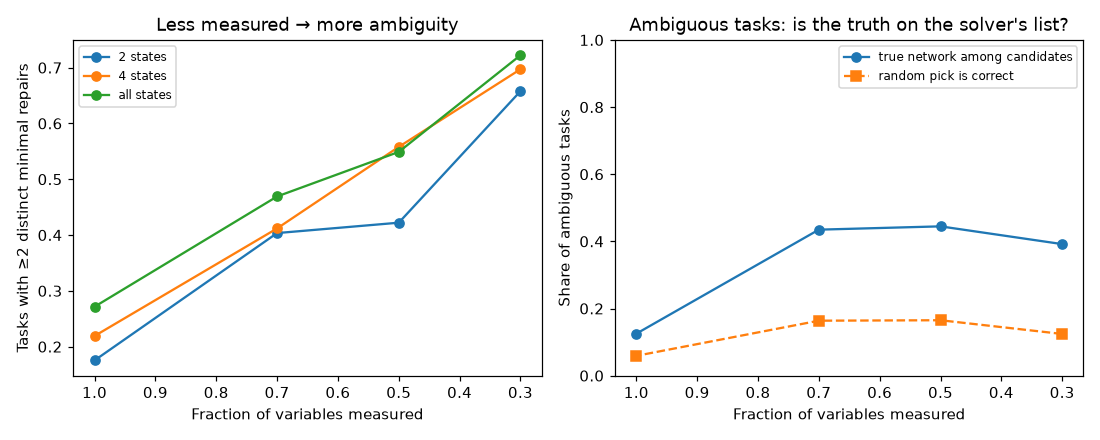 Less measured → more ambiguity
Tasks with ≥2 distinct minimal repairs
0.7
0.6
0.5
0.4
0.3
0.2
2 states
4 states
all states
1.0 0.9 0.8 0.7 0.6 0.5 0.4 0.3
Fraction of variables measured
Ambiguous tasks: is the truth on the solver's list?
Share of ambiguous tasks
1.0
0.8
0.6
0.4
0.2
0.0
true network among candidates
random pick is correct
1.0 0.9 0.8 0.7 0.6 0.5 0.4 0.3
Fraction of variables measured